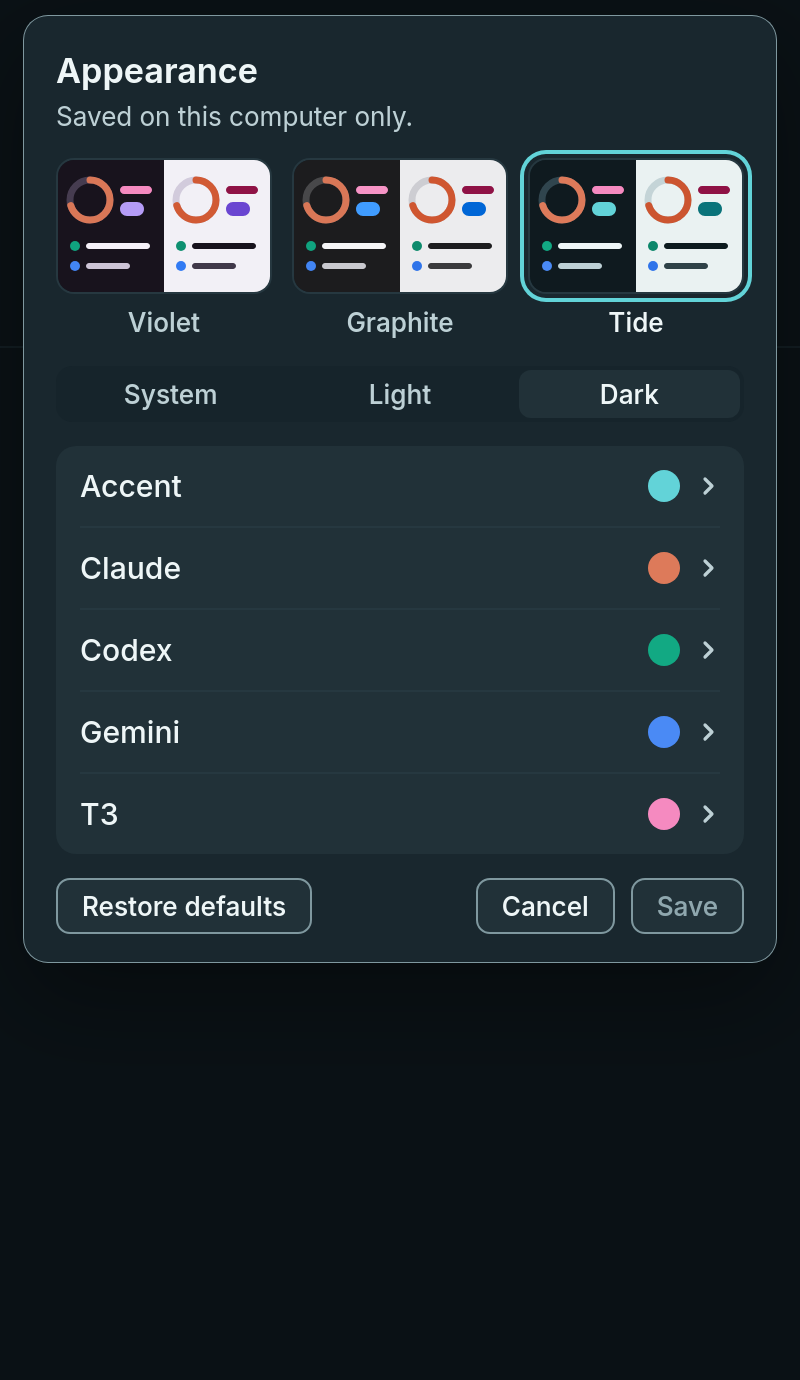 Appearance
Saved on this computer only.
Violet Graphite Tide
System Light Dark
Accent
Claude
Codex
Gemini
T3
Restore defaults Cancel Save